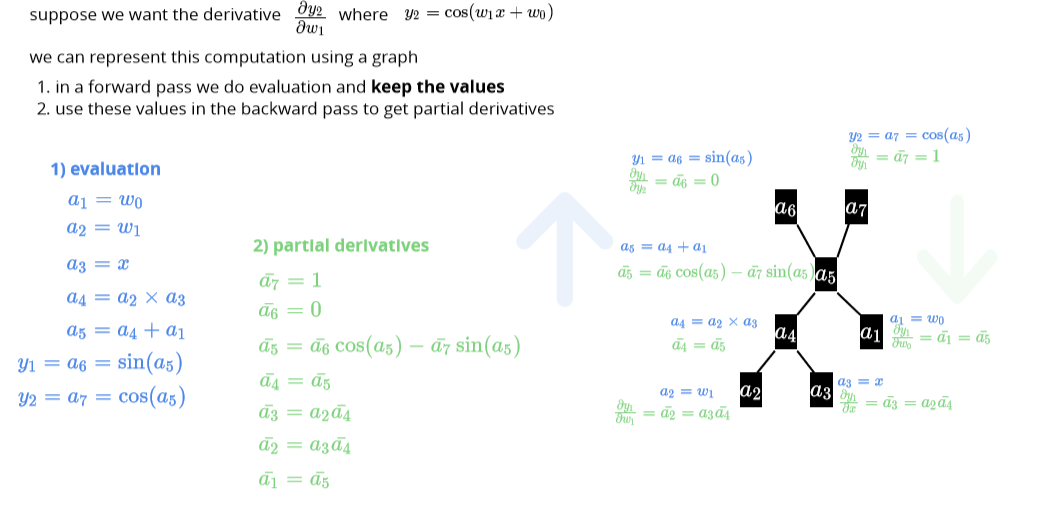 suppose we want the derivative ∂y₂/∂w₁ where y₂ = cos(w₁x + w₀)
we can represent this computation using a graph
1. in a forward pass we do evaluation and keep the values
2. use these values in the backward pass to get partial derivatives
1) evaluation
a₁ = w₀
a₂ = w₁
a₃ = x
a₄ = a₂ × a₃
a₅ = a₄ + a₁
y₁ = a₆ = sin(a₅)
y₂ = a₇ = cos(a₅)
2) partial derivatives
ā₇ = 1
ā₆ = 0
ā₅ = ā₆ cos(a₅) − ā₇ sin(a₅)
ā₄ = ā₅
ā₃ = a₂ā₄
ā₂ = a₃ā₄
ā₁ = ā₅
y₂ = a₇ = cos(a₅)
∂y₁/∂y₁ = ā₇ = 1
y₁ = a₆ = sin(a₅)
∂y₁/∂y₂ = ā₆ = 0
a₆
a₇
a₅ = a₄ + a₁
ā₅ = ā₆ cos(a₅) − ā₇ sin(a₅)
a₅
a₄ = a₂ × a₃
ā₄ = ā₅
a₄
a₁
a₁ = w₀
∂y₁/∂w₀ = ā₁ = ā₅
a₂ = w₁
∂y₁/∂w₁ = ā₂ = a₃ā₄
a₂
a₃
a₃ = x
∂y₁/∂x = ā₃ = a₂ā₄